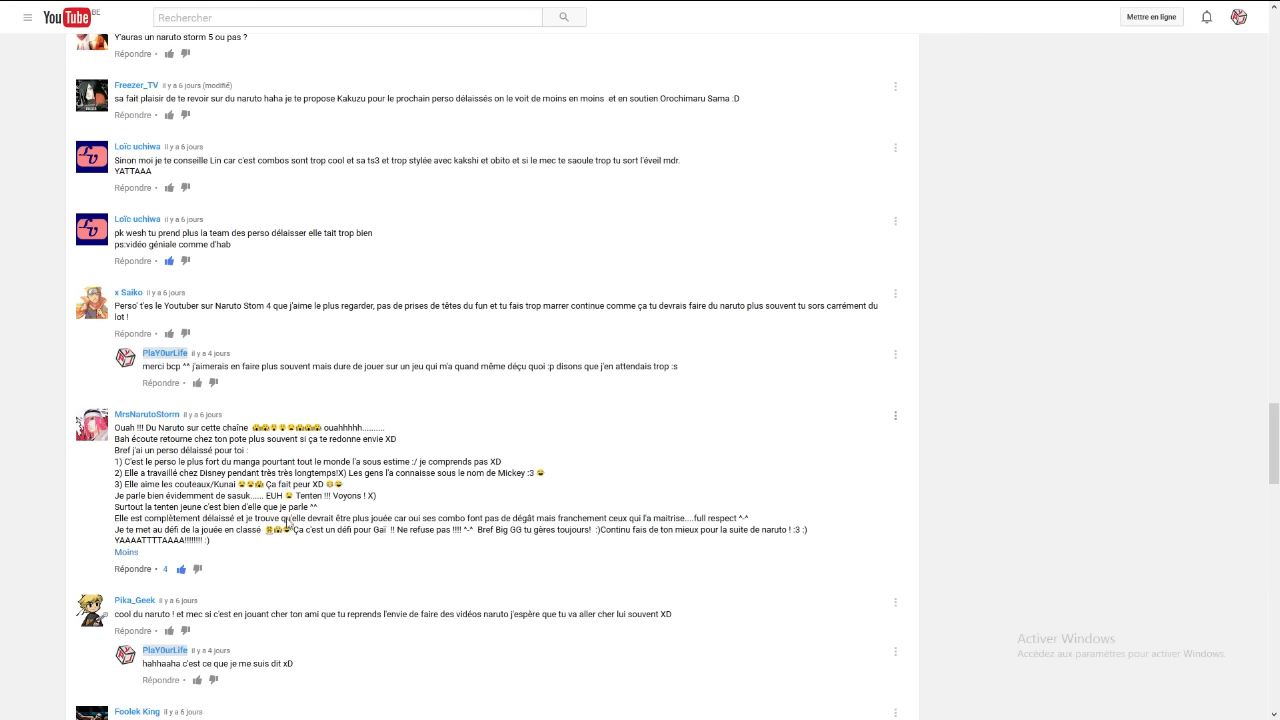 YouTube BE
Rechercher
Mettre en ligne
Y'auras un naruto storm 5 ou pas ?
Répondre •
Freezer_TV il y a 6 jours (modifié)
sa fait plaisir de te revoir sur du naruto haha je te propose Kakuzu pour le prochain perso délaissés on le voit de moins en moins  et en soutien Orochimaru Sama :D
Répondre •
Loïc uchiwa il y a 6 jours
Sinon moi je te conseille Lin car c'est combos sont trop cool et sa ts3 et trop stylée avec kakshi et obito et si le mec te saoule trop tu sort l'éveil mdr.
YATTAAA
Répondre •
Loïc uchiwa il y a 6 jours
pk wesh tu prend plus la team des perso délaisser elle tait trop bien
ps:vidéo géniale comme d'hab
Répondre •
x Saiko il y a 6 jours
Perso' t'es le Youtuber sur Naruto Stom 4 que j'aime le plus regarder, pas de prises de têtes du fun et tu fais trop marrer continue comme ça tu devrais faire du naruto plus souvent tu sors carrément du
lot !
Répondre •
PlaY0urLife il y a 4 jours
merci bcp ^^ j'aimerais en faire plus souvent mais dure de jouer sur un jeu qui m'a quand même déçu quoi :p disons que j'en attendais trop :s
Répondre •
MrsNarutoStorm il y a 6 jours
Ouah !!! Du Naruto sur cette chaîne ouahhhhh..........
Bah écoute retourne chez ton pote plus souvent si ça te redonne envie XD
Bref j'ai un perso délaissé pour toi :
1) C'est le perso le plus fort du manga pourtant tout le monde l'a sous estime :/ je comprends pas XD
2) Elle a travaillé chez Disney pendant très très longtemps!X) Les gens l'a connaisse sous le nom de Mickey :3
3) Elle aime les couteaux/Kunai Ça fait peur XD
Je parle bien évidemment de sasuk...... EUH Tenten !!! Voyons ! X)
Surtout la tenten jeune c'est bien d'elle que je parle ^^
Elle est complètement délaissé et je trouve qu'elle devrait être plus jouée car oui ses combo font pas de dégât mais franchement ceux qui l'a maitrise....full respect ^-^
Je te met au défi de la jouée en classé Ça c'est un défi pour Gaï  !! Ne refuse pas !!!! ^-^  Bref Big GG tu gères toujours!  :)Continu fais de ton mieux pour la suite de naruto ! :3 :)
YAAAATTTTAAAA!!!!!!!! :)
Moins
Répondre • 4
Pika_Geek il y a 6 jours
cool du naruto ! et mec si c'est en jouant cher ton ami que tu reprends l'envie de faire des vidéos naruto j'espère que tu va aller cher lui souvent XD
Répondre •
PlaY0urLife il y a 4 jours
hahhaaha c'est ce que je me suis dit xD
Répondre •
Foolek King il y a 6 jours
Activer Windows
Accédez aux paramètres pour activer Windows.